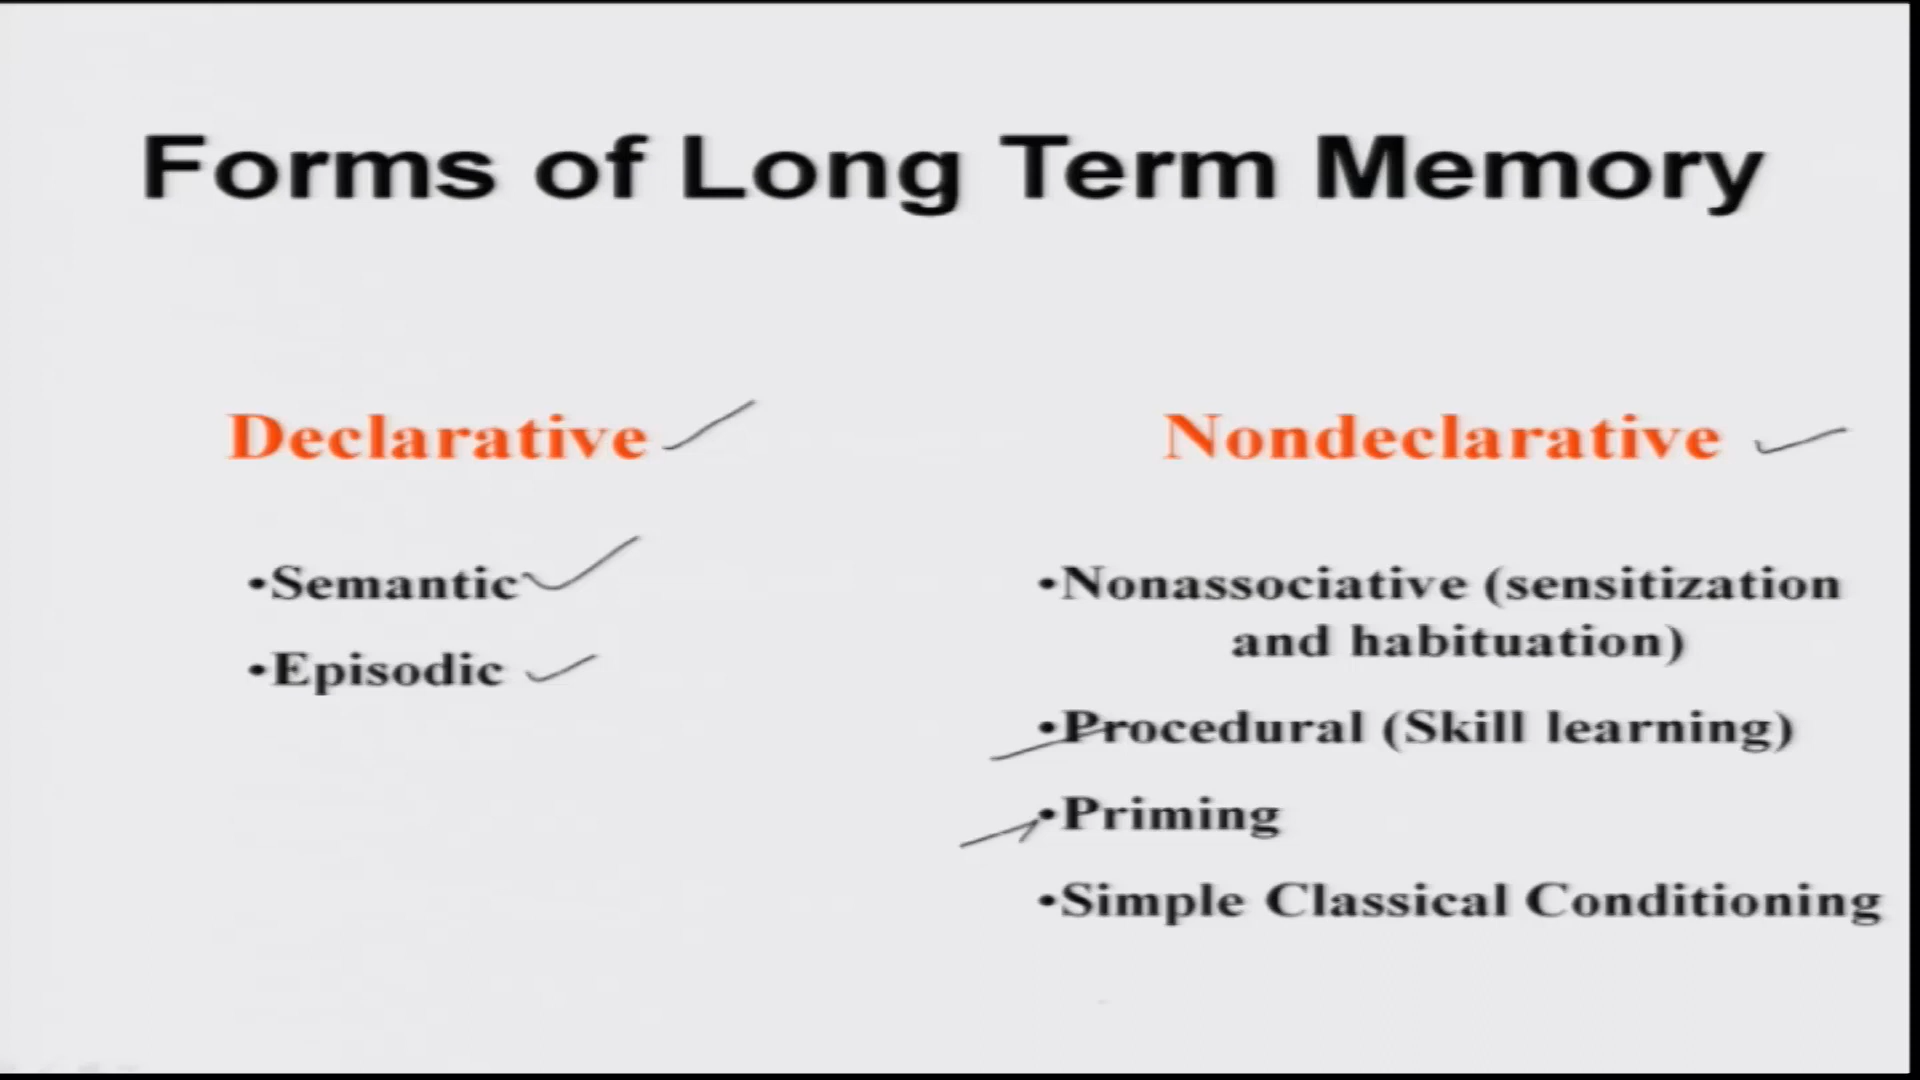 Forms of Long Term Memory
Declarative
•Semantic
•Episodic
Nondeclarative
•Nonassociative (sensitization
and habituation)
•Procedural (Skill learning)
•Priming
•Simple Classical Conditioning